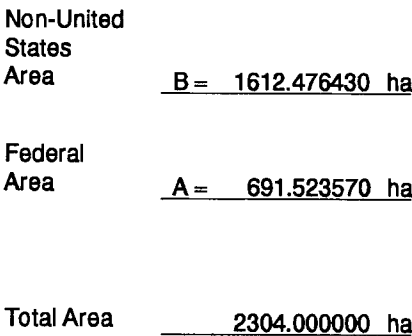 Non-United
States
Area B = 1612.476430 ha
Federal
Area A = 691.523570 ha
Total Area 2304.000000 ha